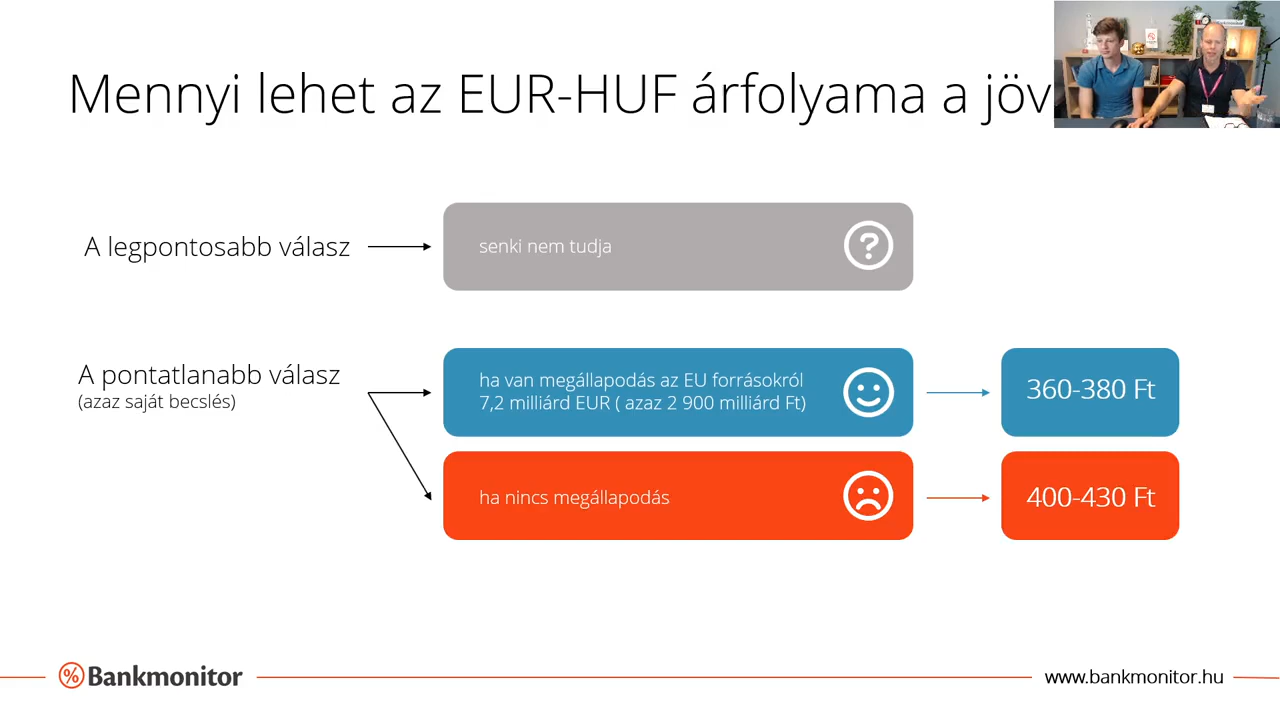 Mennyi lehet az EUR-HUF árfolyama a
A legpontosabb válasz
senki nem tudja
A pontatlanabb válasz
(azaz saját becslés)
ha van megállapodás az EU forrásokról
7,2 milliárd EUR ( azaz 2 900 milliárd Ft)
360-380 Ft
ha nincs megállapodás
400-430 Ft
% Bankmonitor
www.bankmonitor.hu